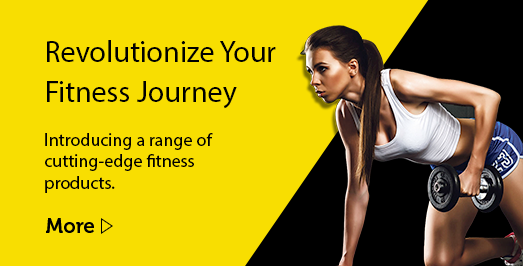 Revolutionize Your
Fitness Journey
Introducing a range of
cutting-edge fitness
products.
More